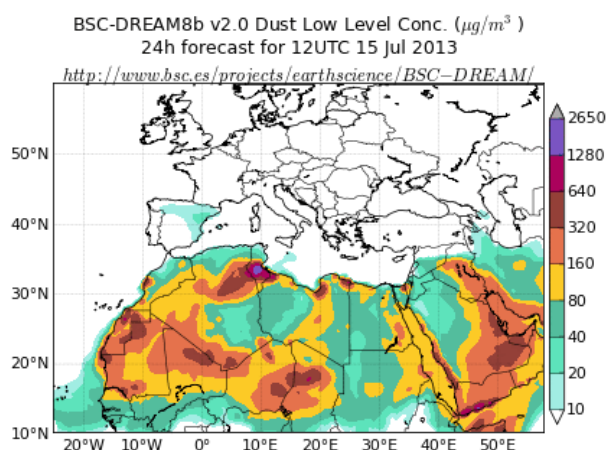 BSC-DREAM8b v2.0 Dust Low Level Conc. (μg/m³ )
24h forecast for 12UTC 15 Jul 2013
http://www.bsc.es/projects/earthscience/BSC−DREAM/
50°N
40°N
30°N
20°N
10°N
20°W
10°W
0°
10°E
20°E
30°E
40°E
50°E
2650
1280
640
320
160
80
40
20
10